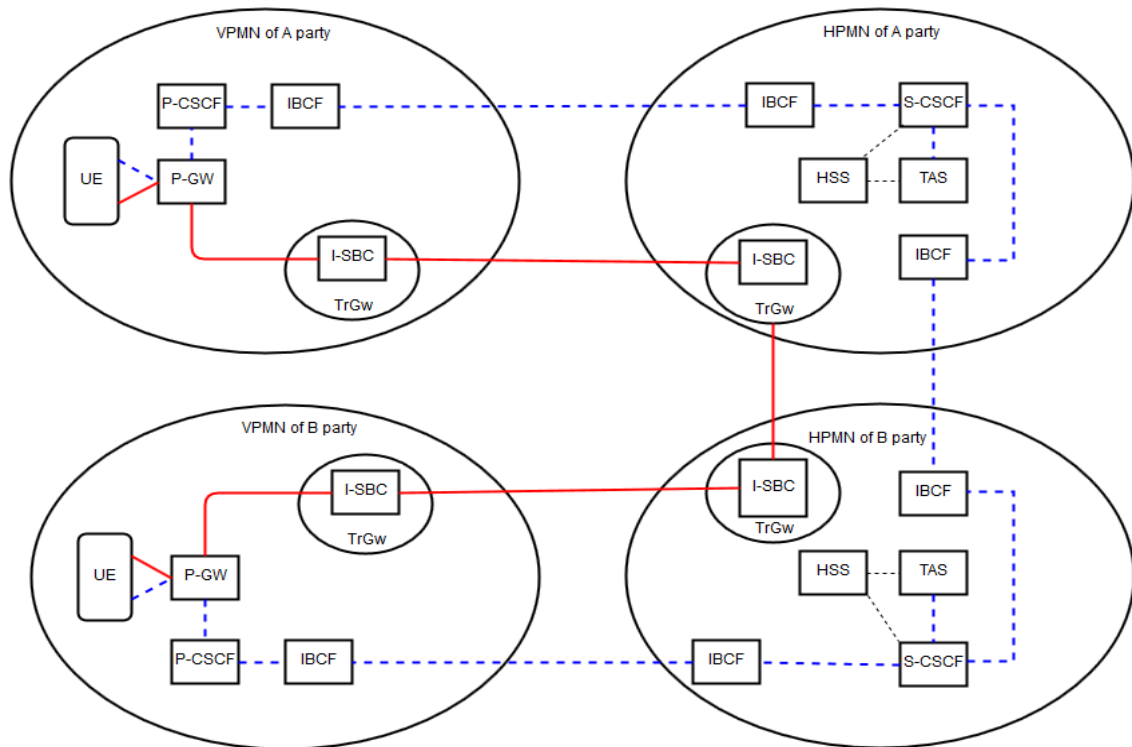 VPMN of A party
P-CSCF
IBCF
UE
P-GW
I-SBC
TrGw
HPMN of A party
IBCF
S-CSCF
HSS
TAS
IBCF
I-SBC
TrGw
VPMN of B party
I-SBC
TrGw
UE
P-GW
P-CSCF
IBCF
HPMN of B party
I-SBC
TrGw
IBCF
HSS
TAS
IBCF
S-CSCF